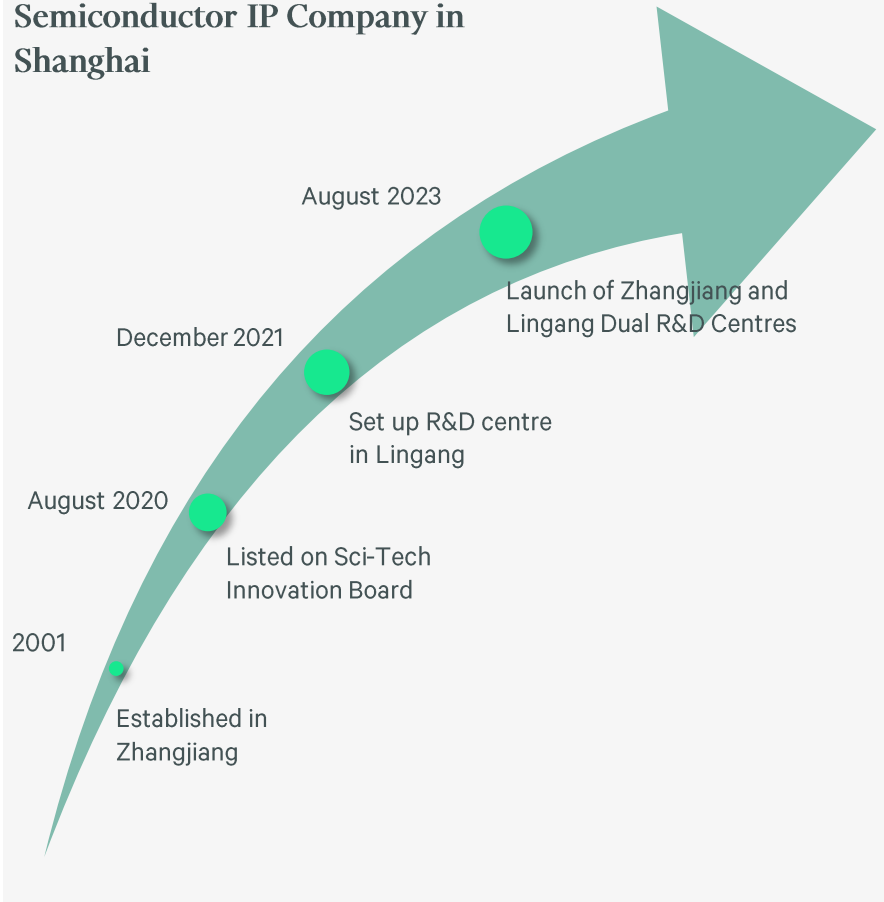 Semiconductor IP Company in
Shanghai
August 2023
Launch of Zhangjiang and
Lingang Dual R&D Centres
December 2021
Set up R&D centre
in Lingang
August 2020
Listed on Sci-Tech
Innovation Board
2001
Established in
Zhangjiang